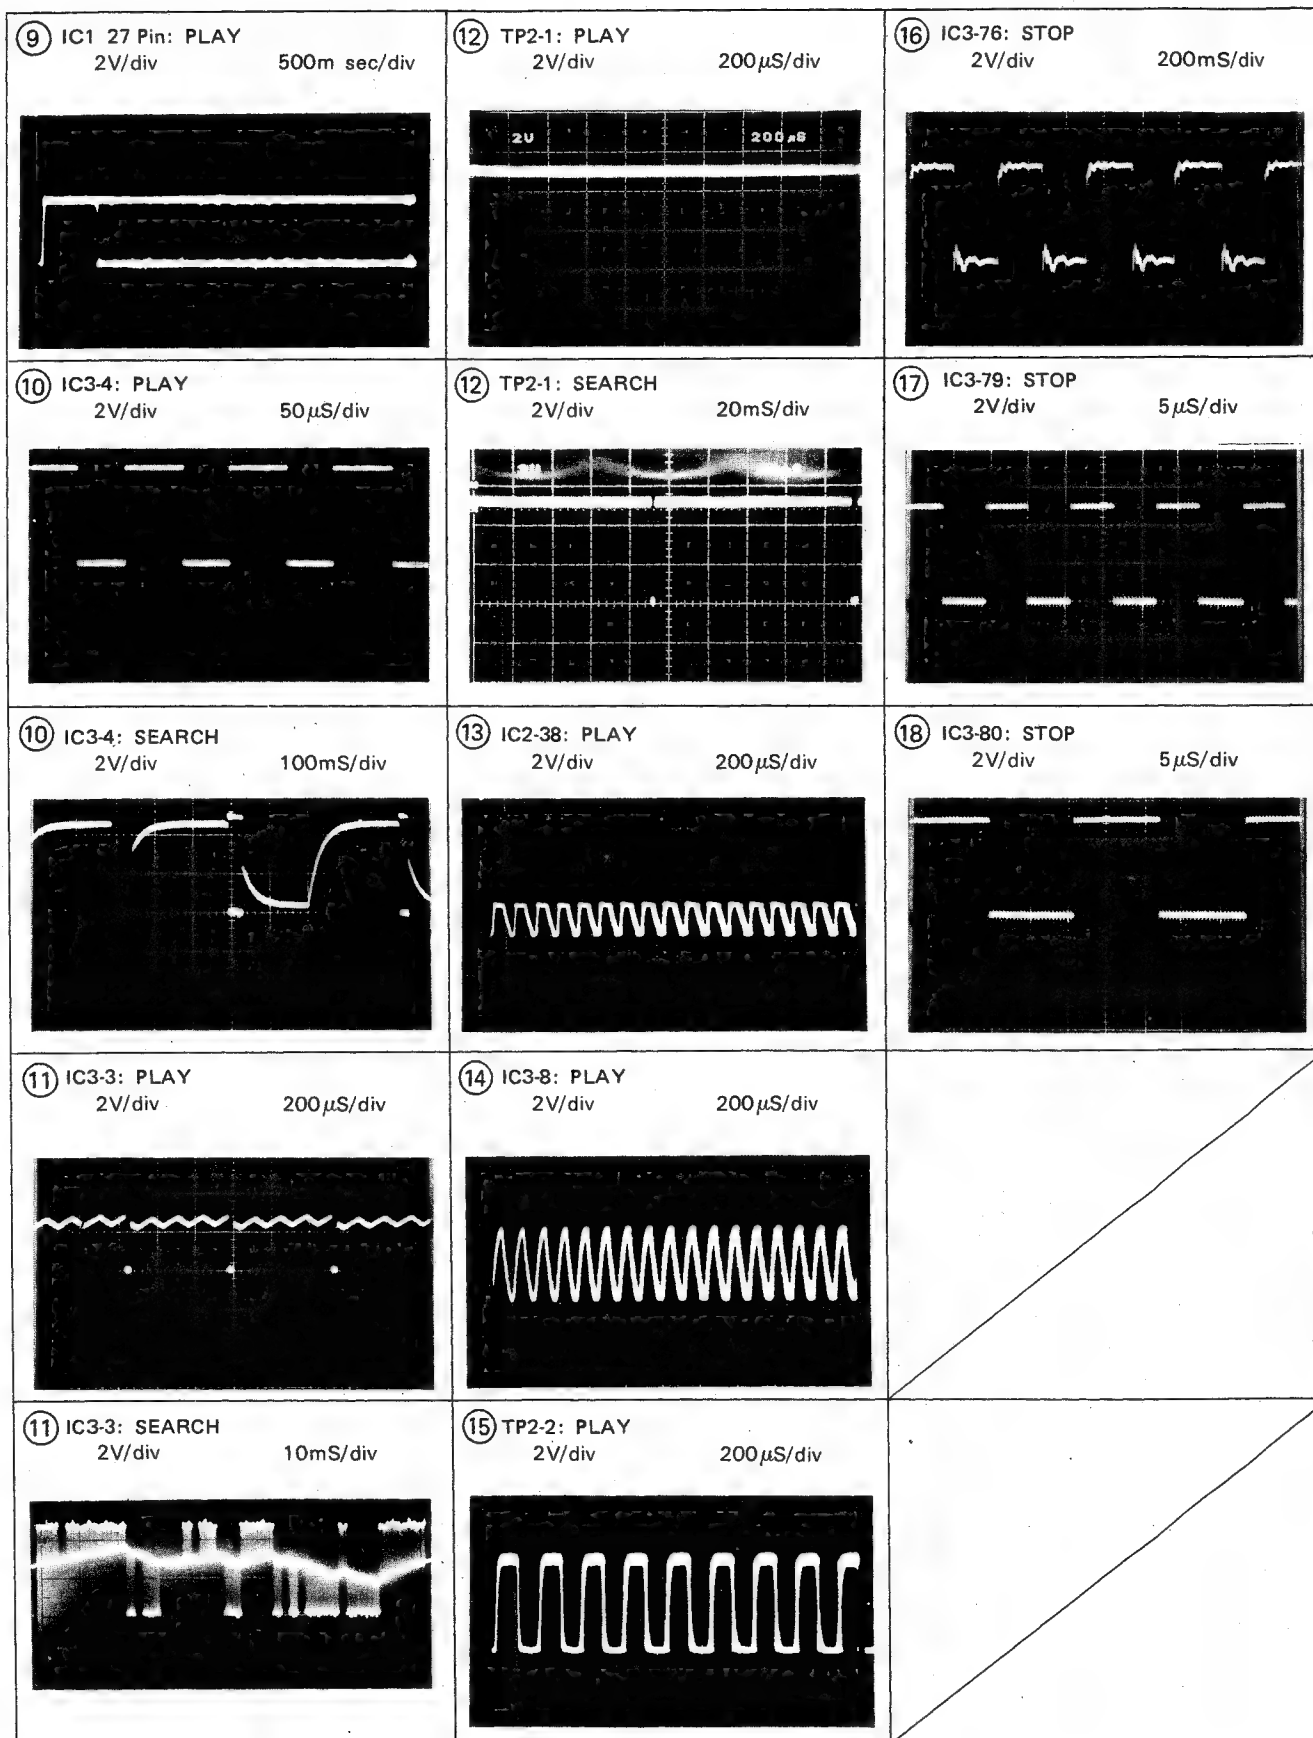 ⑨ IC1 27 Pin: PLAY
2V/div 500m sec/div
⑩ IC3-4: PLAY
2V/div 50μS/div
⑩ IC3-4: SEARCH
2V/div 100mS/div
⑪ IC3-3: PLAY
2V/div 200μS/div
⑪ IC3-3: SEARCH
2V/div 10mS/div
⑫ TP2-1: PLAY
2V/div 200μS/div
2V 200μS
⑫ TP2-1: SEARCH
2V/div 20mS/div
⑬ IC2-38: PLAY
2V/div 200μS/div
⑭ IC3-8: PLAY
2V/div 200μS/div
⑮ TP2-2: PLAY
2V/div 200μS/div
⑯ IC3-76: STOP
2V/div 200mS/div
⑰ IC3-79: STOP
2V/div 5μS/div
⑱ IC3-80: STOP
2V/div 5μS/div